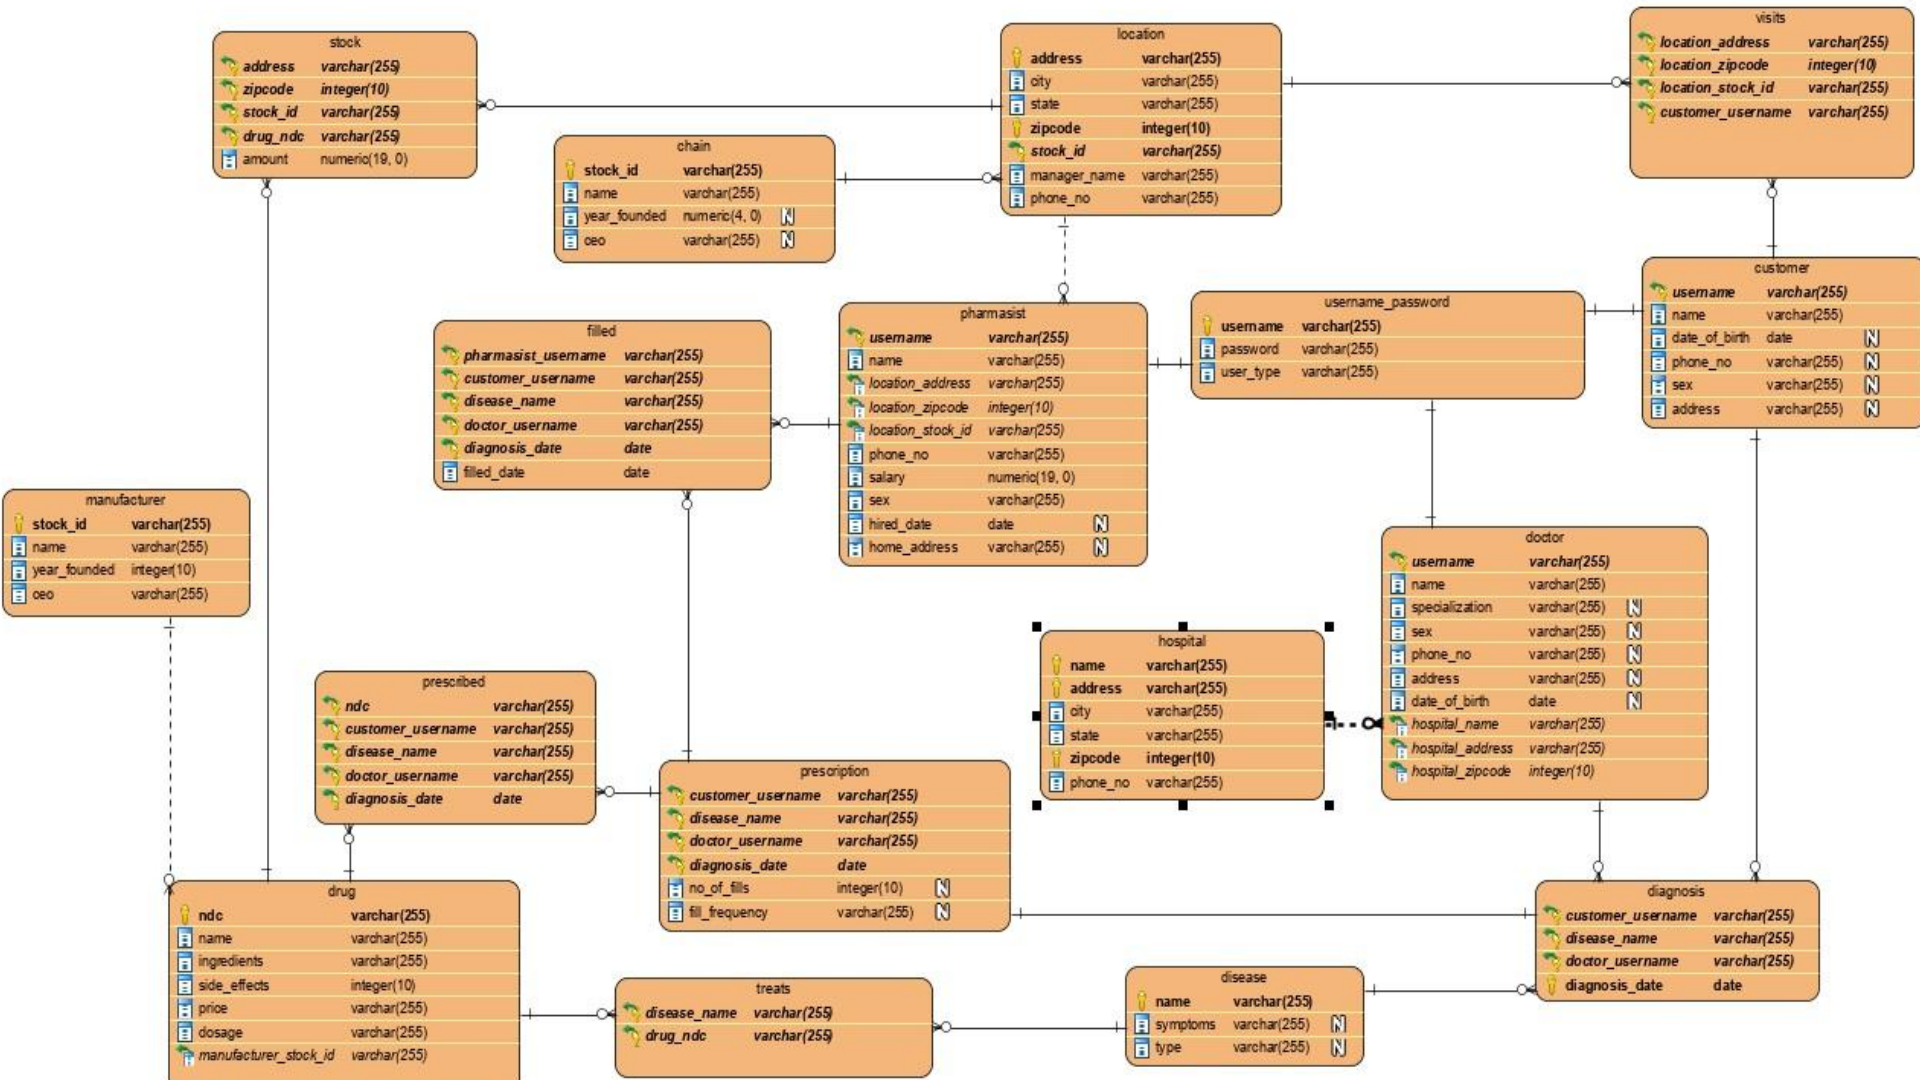 stock
address varchar(255)
zipcode integer(10)
stock_id varchar(255)
drug_ndc varchar(255)
amount numeric(19, 0)
location
address varchar(255)
city varchar(255)
state varchar(255)
zipcode integer(10)
stock_id varchar(255)
manager_name varchar(255)
phone_no varchar(255)
visits
location_address varchar(255)
location_zipcode integer(10)
location_stock_id varchar(255)
customer_username varchar(255)
chain
stock_id varchar(255)
name varchar(255)
year_founded numeric(4, 0) N
ceo varchar(255) N
customer
username varchar(255)
name varchar(255)
date_of_birth date N
phone_no varchar(255) N
sex varchar(255) N
address varchar(255) N
username_password
username varchar(255)
password varchar(255)
user_type varchar(255)
pharmasist
username varchar(255)
name varchar(255)
location_address varchar(255)
location_zipcode integer(10)
location_stock_id varchar(255)
phone_no varchar(255)
salary numeric(19, 0)
sex varchar(255)
hired_date date N
home_address varchar(255) N
filled
pharmasist_username varchar(255)
customer_username varchar(255)
disease_name varchar(255)
doctor_username varchar(255)
diagnosis_date date
filled_date date
manufacturer
stock_id varchar(255)
name varchar(255)
year_founded integer(10)
ceo varchar(255)
doctor
username varchar(255)
name varchar(255)
specialization varchar(255) N
sex varchar(255) N
phone_no varchar(255) N
address varchar(255) N
date_of_birth date N
hospital_name varchar(255)
hospital_address varchar(255)
hospital_zipcode integer(10)
hospital
name varchar(255)
address varchar(255)
city varchar(255)
state varchar(255)
zipcode integer(10)
phone_no varchar(255)
prescribed
ndc varchar(255)
customer_username varchar(255)
disease_name varchar(255)
doctor_username varchar(255)
diagnosis_date date
prescription
customer_username varchar(255)
disease_name varchar(255)
doctor_username varchar(255)
diagnosis_date date
no_of_fills integer(10) N
fill_frequency varchar(255) N
drug
ndc varchar(255)
name varchar(255)
ingredients varchar(255)
side_effects integer(10)
price varchar(255)
dosage varchar(255)
manufacturer_stock_id varchar(255)
diagnosis
customer_username varchar(255)
disease_name varchar(255)
doctor_username varchar(255)
diagnosis_date date
treats
disease_name varchar(255)
drug_ndc varchar(255)
disease
name varchar(255)
symptoms varchar(255) N
type varchar(255) N